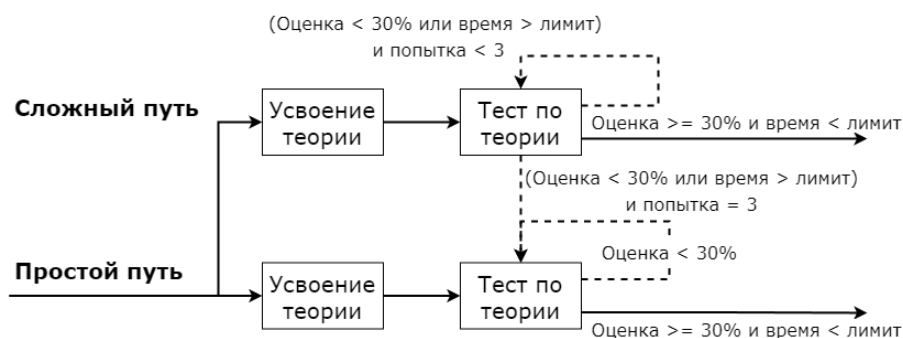 (Оценка < 30% или время > лимит)
и попытка < 3
Сложный путь
Усвоение
теории
Тест по
теории
Оценка >= 30% и время < лимит
(Оценка < 30% или время > лимит)
и попытка = 3
Простой путь
Усвоение
теории
Тест по
теории
Оценка < 30%
Оценка >= 30% и время < лимит